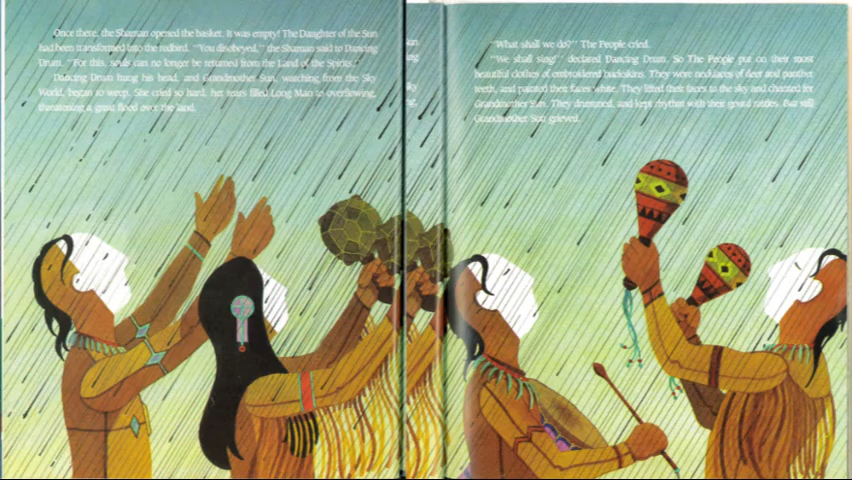 Once there, the Shaman opened the basket. It was empty! The Daughter of the Sun
had been transformed into the redbird. "You disobeyed," the Shaman said to Dancing
Drum. "For this, souls can no longer be returned from the Land of the Spirits."
Dancing Drum hung his head, and Grandmother Sun, watching from the Sky
World, began to weep. She cried so hard, her tears filled Long Man to overflowing,
threatening a great flood over the land.
"What shall we do?" The People cried.
"We shall sing!" declared Dancing Drum. So The People put on their most
beautiful clothes of embroidered buckskins. They wore necklaces of deer and panther
teeth, and painted their faces white. They lifted their faces to the sky and chanted for
Grandmother Sun. They drummed, and kept rhythm with their gourd rattles. But still
Grandmother Sun grieved.